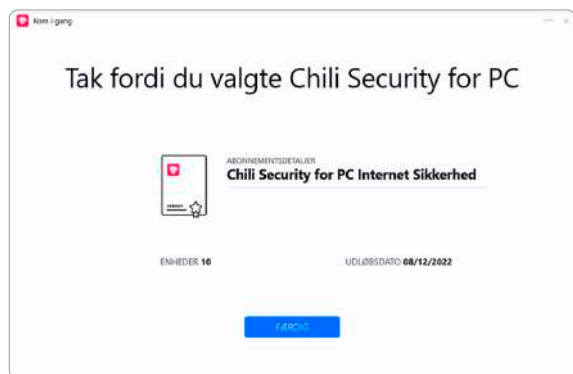 Kom i gang
Tak fordi du valgte Chili Security for PC
ABONNEMENTSDETALJER
Chili Security for PC Internet Sikkerhed
ENHEDER 10
UDLØBSDATO 08/12/2022
FÆRDIG